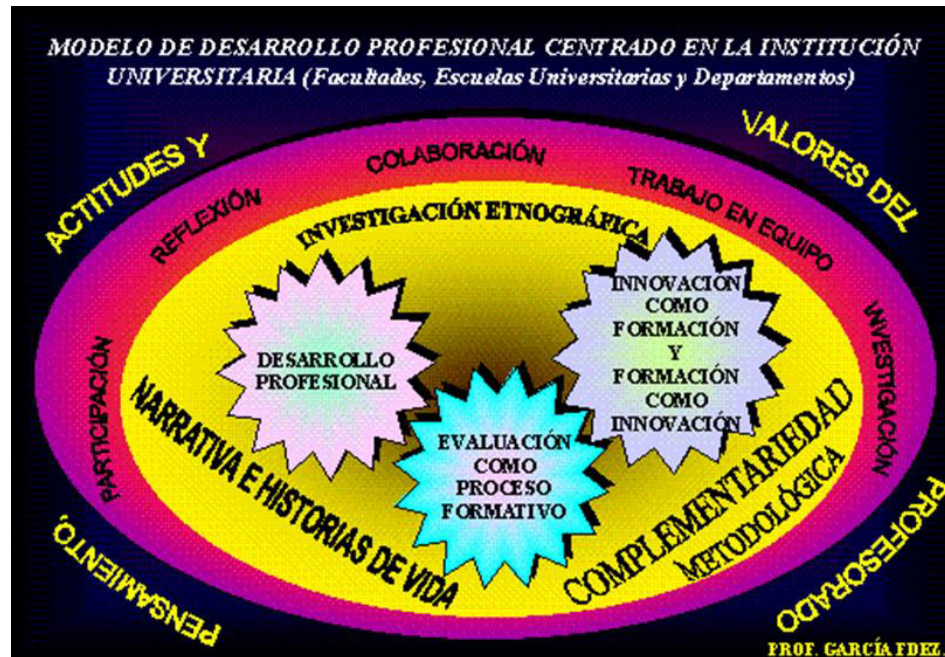 MODELO DE DESARROLLO PROFESIONAL CENTRADO EN LA INSTITUCIÓN
UNIVERSITARIA (Facultades, Escuelas Universitarias y Departamentos)
PENSAMIENTO,
ACTITUDES Y
VALORES DEL
PROFESORADO
PARTICIPACIÓN
REFLEXIÓN
COLABORACIÓN
TRABAJO EN EQUIPO
INVESTIGACIÓN
INVESTIGACIÓN ETNOGRÁFICA
NARRATIVA E HISTORIAS DE VIDA
COMPLEMENTARIEDAD
METODOLÓGICA
DESARROLLO
PROFESIONAL
EVALUACIÓN
COMO
PROCESO
FORMATIVO
INNOVACIÓN
COMO
FORMACIÓN
Y
FORMACIÓN
COMO
INNOVACIÓN
PROF. GARCÍA FDEZ.